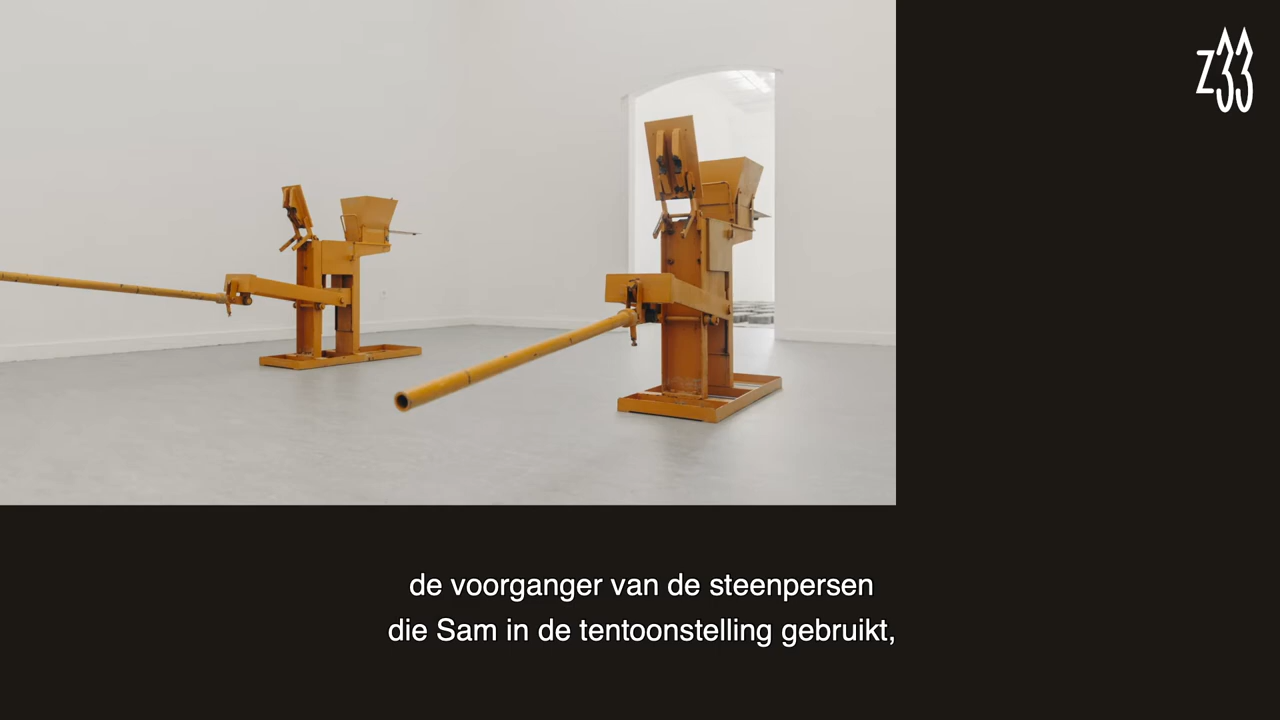 z33
de voorganger van de steenpersen
die Sam in de tentoonstelling gebruikt,